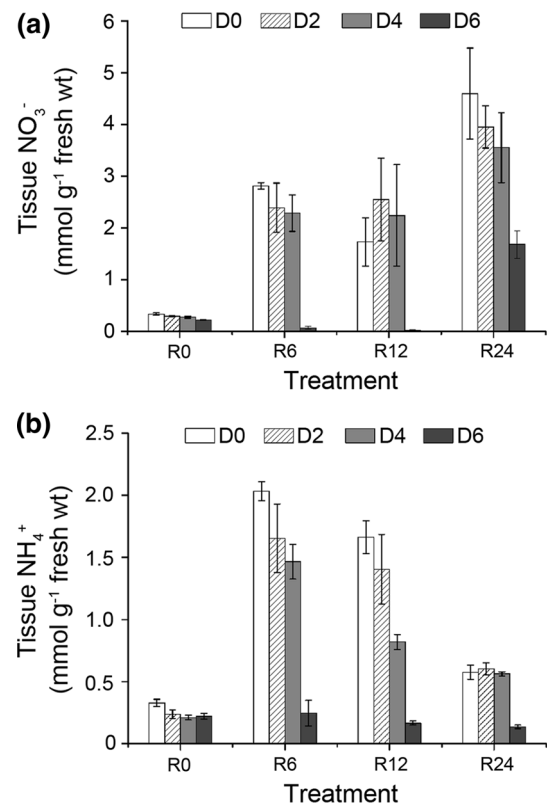 (a)
D0 D2 D4 D6
Tissue NO₃⁻
(mmol g⁻¹ fresh wt)
6
5
4
3
2
1
0
R0 R6 R12 R24
Treatment
(b)
D0 D2 D4 D6
Tissue NH₄⁺
(mmol g⁻¹ fresh wt)
2.5
2.0
1.5
1.0
0.5
0
R0 R6 R12 R24
Treatment